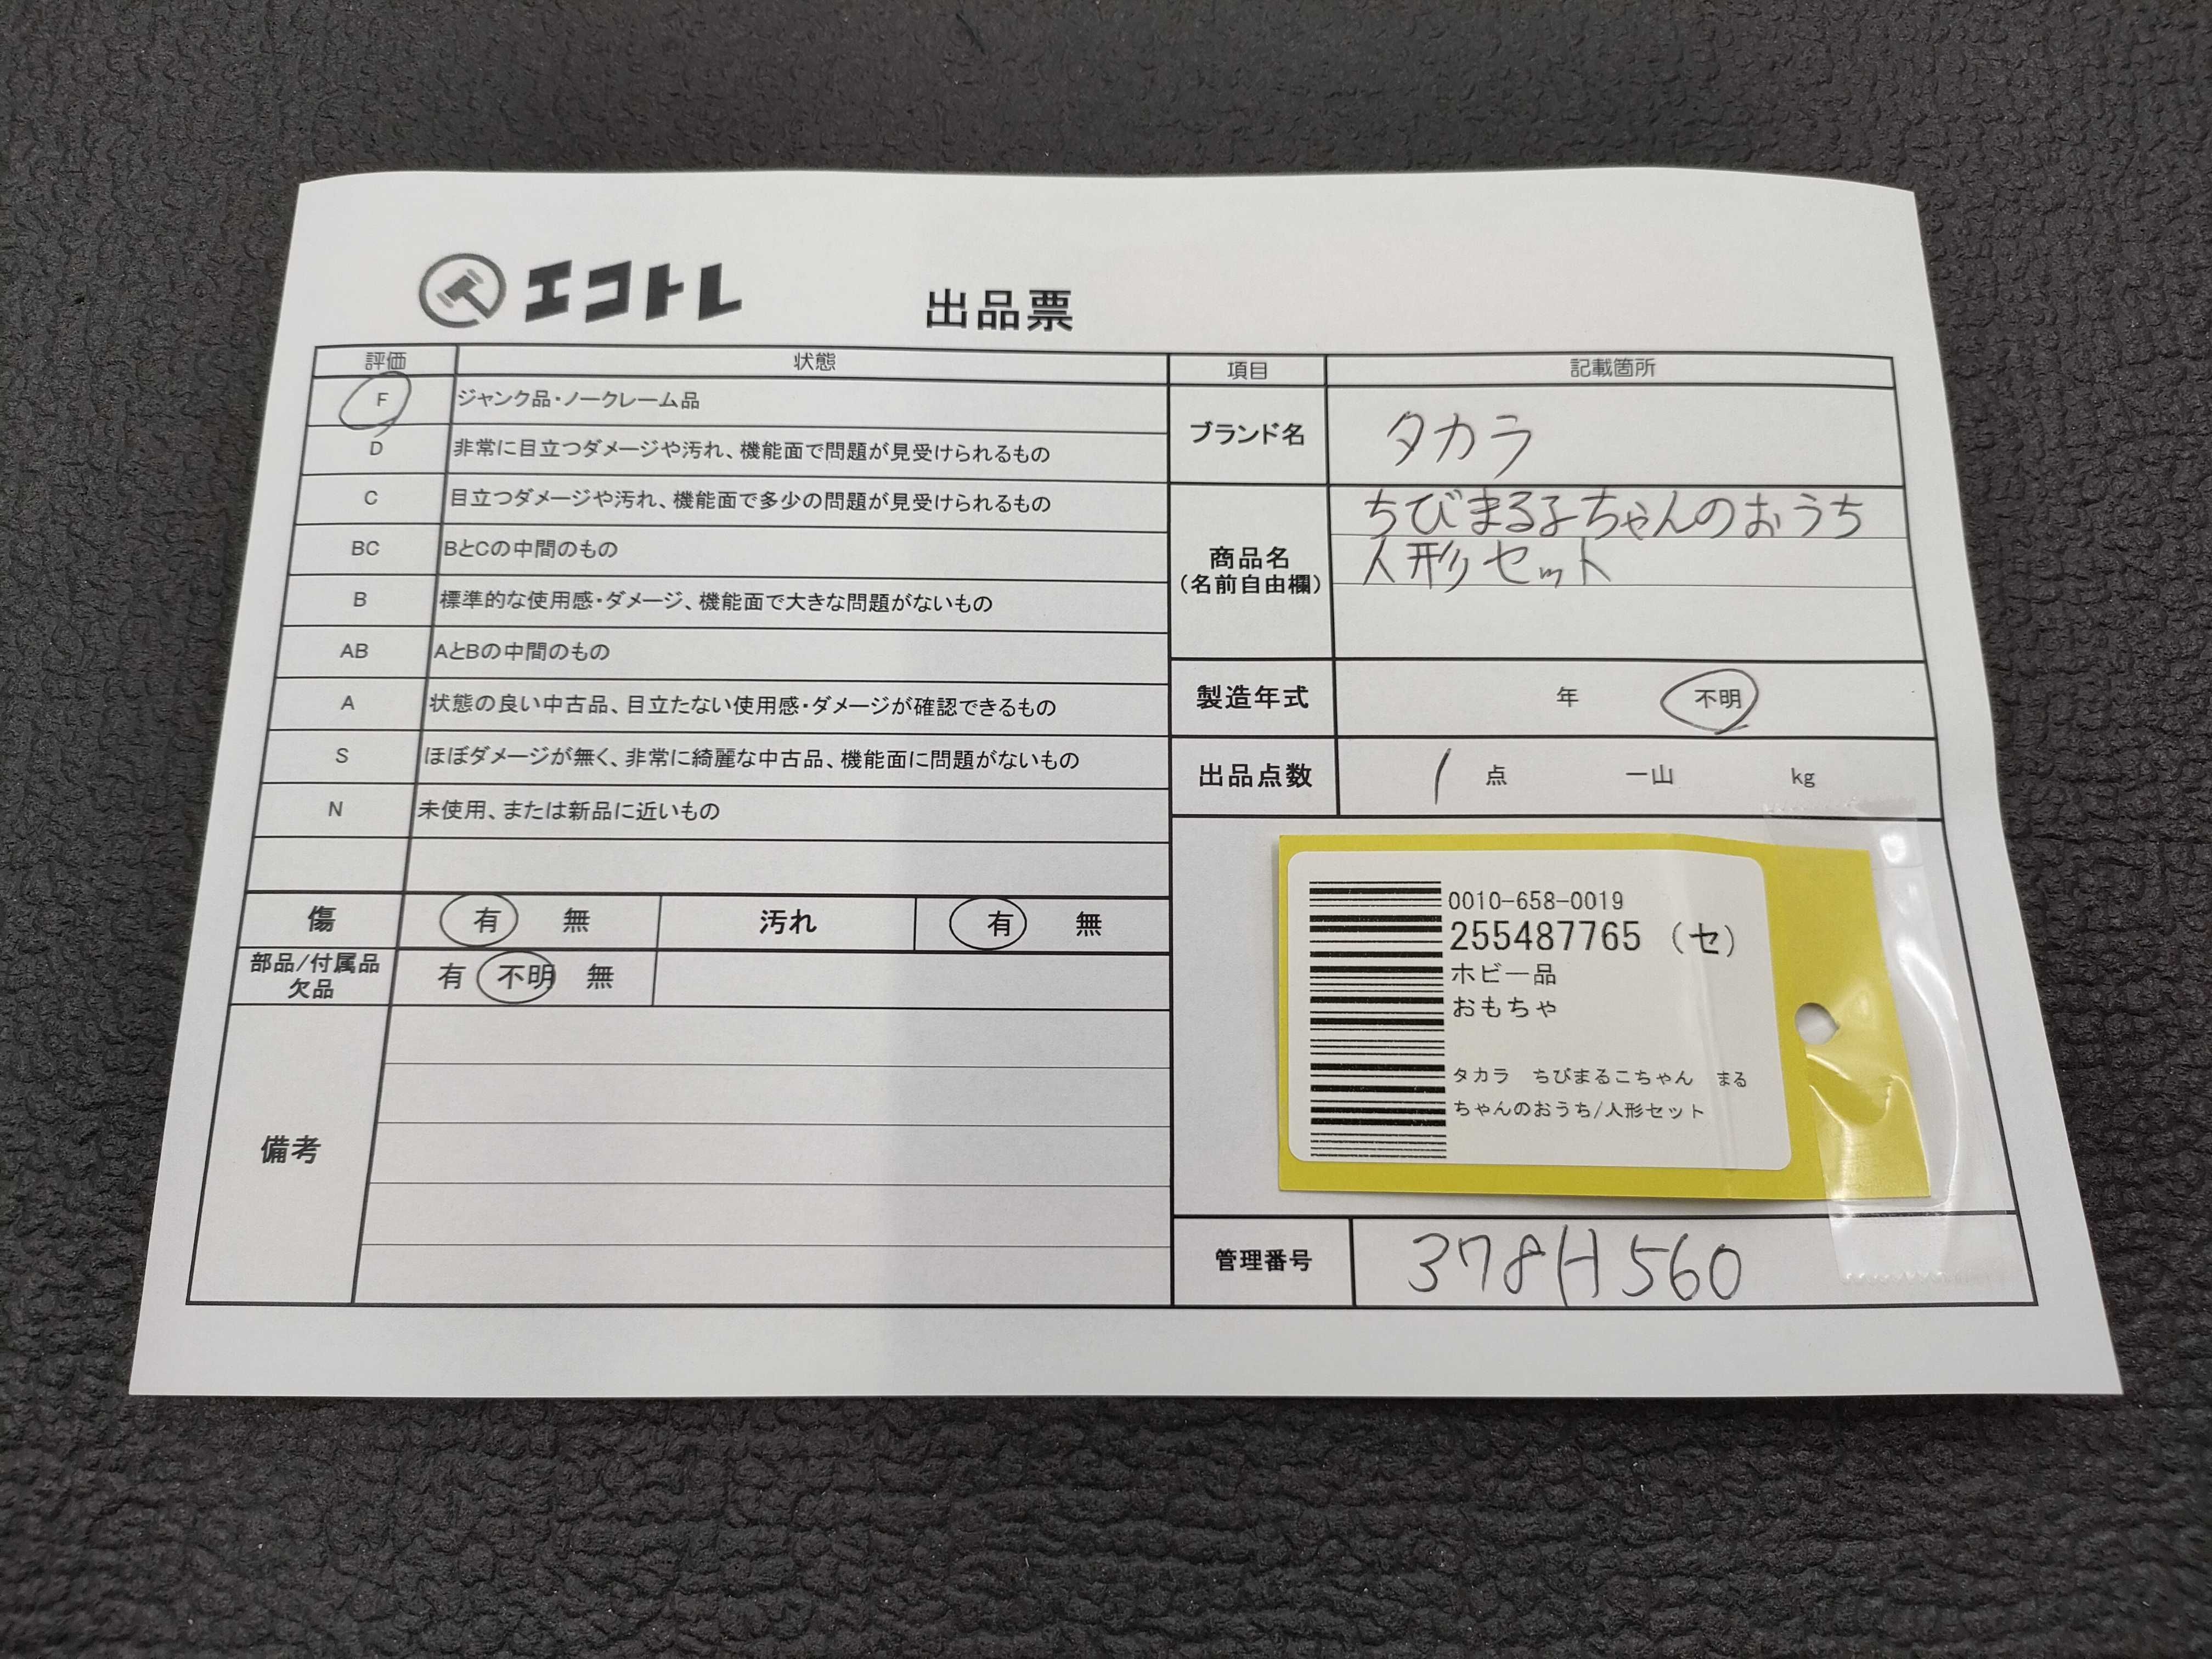 エコトレ
出品票
評価 状態
F ジャンク品・ノークレーム品
D 非常に目立つダメージや汚れ、機能面で問題が見受けられるもの
C 目立つダメージや汚れ、機能面で多少の問題が見受けられるもの
BC BとCの中間のもの
B 標準的な使用感・ダメージ、機能面で大きな問題がないもの
AB AとBの中間のもの
A 状態の良い中古品、目立たない使用感・ダメージが確認できるもの
S ほぼダメージが無く、非常に綺麗な中古品、機能面に問題がないもの
N 未使用、または新品に近いもの
傷 有 無 汚れ 有 無
部品/付属品
欠品
有 不明 無
備考
項目 記載箇所
ブランド名 タカラ
商品名
(名前自由欄)
ちびまる子ちゃんのおうち
人形セット
製造年式 年 不明
出品点数 1 点 一山 kg
0010-658-0019
255487765 (セ)
ホビー品
おもちゃ
タカラ ちびまるこちゃん まる
ちゃんのおうち/人形セット
管理番号 378H560